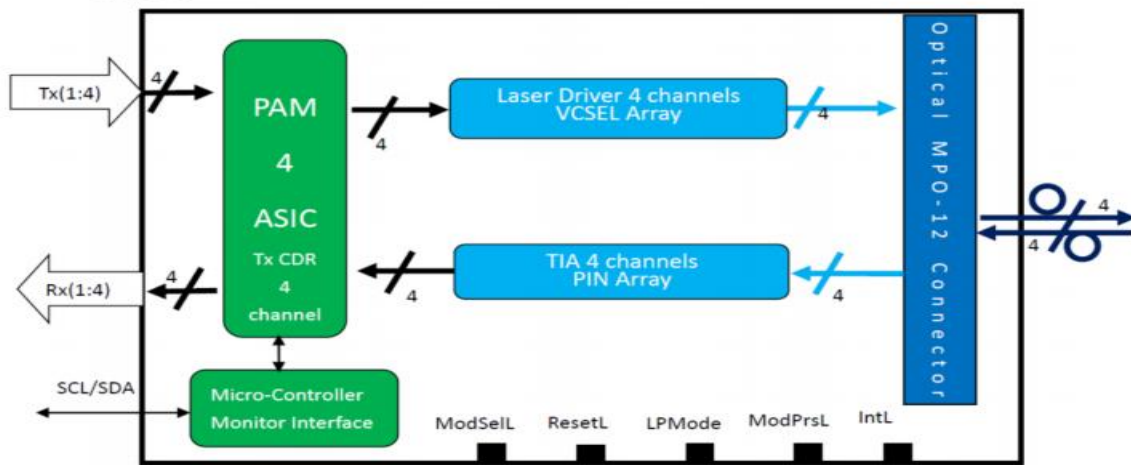 Tx(1:4)
4
PAM
4
ASIC
Tx CDR
4
channel
4
Laser Driver 4 channels
VCSEL Array
4
Optical MPO-12 Connector
4
4
Rx(1:4)
4
4
TIA 4 channels
PIN Array
4
SCL/SDA
Micro-Controller
Monitor Interface
ModSelL
ResetL
LPMode
ModPrsL
IntL